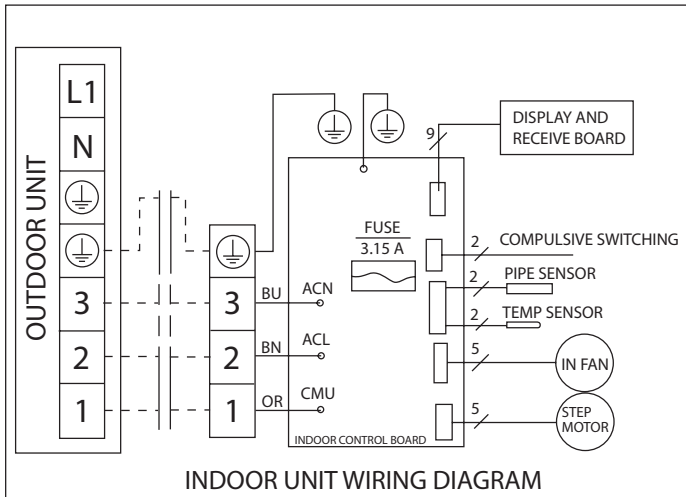 OUTDOOR UNIT
L1
N
3
2
1
3
2
1
BU
BN
OR
ACN
ACL
CMU
FUSE
3.15 A
INDOOR CONTROL BOARD
9
DISPLAY AND
RECEIVE BOARD
2
COMPULSIVE SWITCHING
2
PIPE SENSOR
2
TEMP SENSOR
5
IN FAN
5
STEP
MOTOR
INDOOR UNIT WIRING DIAGRAM